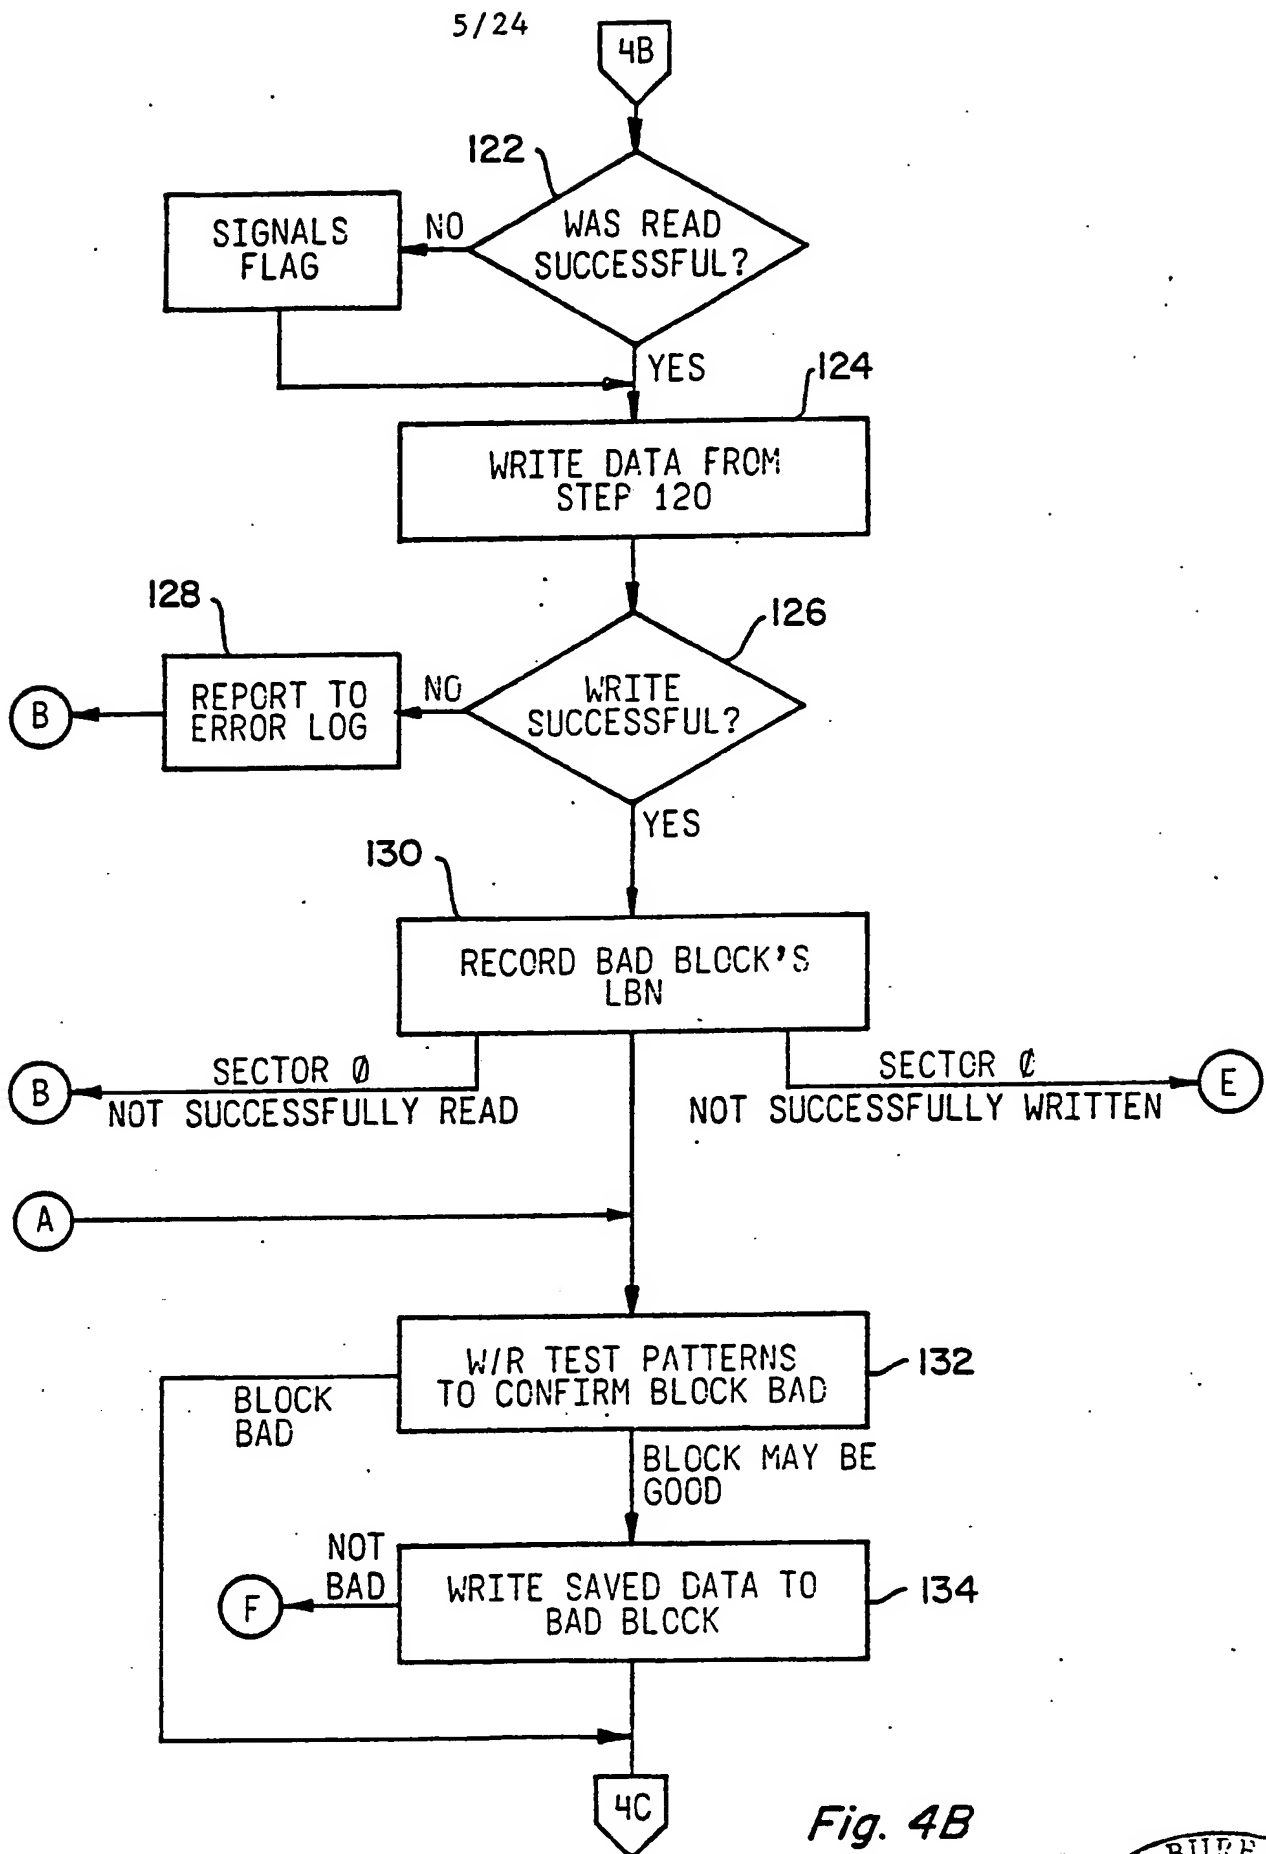 5/24
4B
122
WAS READ
SUCCESSFUL?
NO
SIGNALS
FLAG
YES
124
WRITE DATA FROM
STEP 120
128
126
WRITE
SUCCESSFUL?
NO
REPORT TO
ERROR LOG
B
YES
130
RECORD BAD BLOCK'S
LBN
B
SECTOR Ø
NOT SUCCESSFULLY READ
SECTOR Ø
NOT SUCCESSFULLY WRITTEN
E
A
W/R TEST PATTERNS
TO CONFIRM BLOCK BAD
132
BLOCK
BAD
BLOCK MAY BE
GOOD
NOT
BAD
F
WRITE SAVED DATA TO
BAD BLOCK
134
4C
Fig. 4B